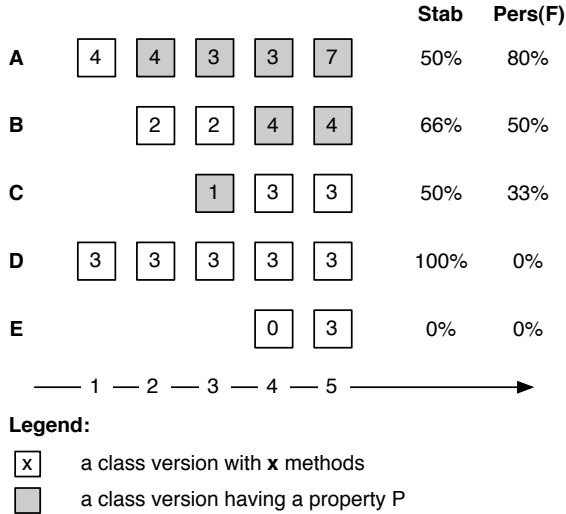 Stab Pers(F)
A 4 4 3 3 7 50% 80%
B 2 2 4 4 66% 50%
C 1 3 3 50% 33%
D 3 3 3 3 3 100% 0%
E 0 3 0% 0%
1 2 3 4 5
Legend:
x a class version with x methods
a class version having a property P